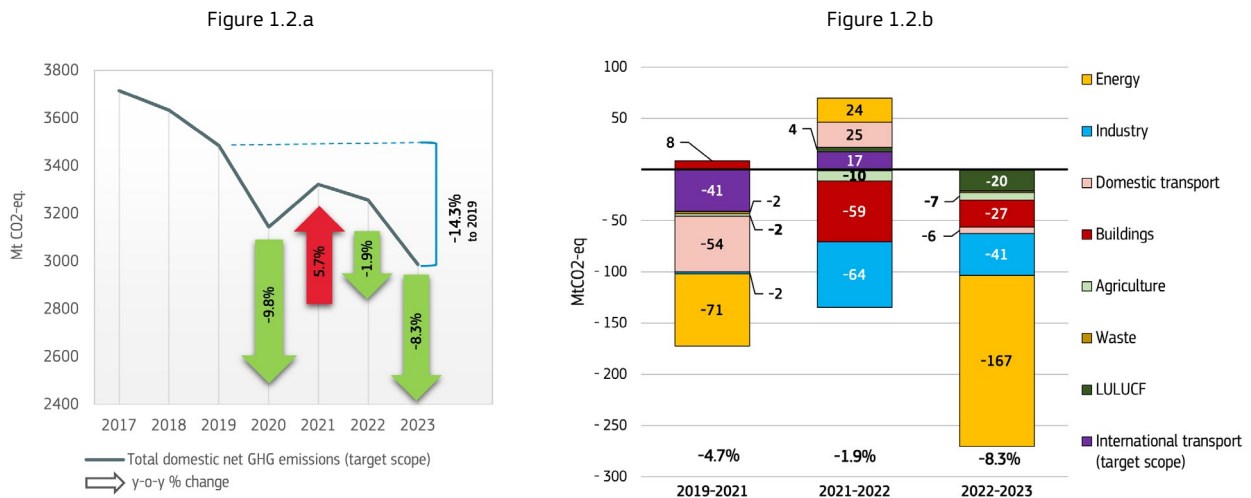 Figure 1.2.a
Mt CO2-eq.
3800
3600
3400
3200
3000
2800
2600
2400
-9.8%
5.7%
-1.9%
-8.3%
-14.3%
to 2019
2017 2018 2019 2020 2021 2022 2023
Total domestic net GHG emissions (target scope)
y-o-y % change
Figure 1.2.b
MtCO2-eq
100
50
0
- 50
- 100
- 150
- 200
- 250
- 300
8
-41
-2
-2
-54
-2
-71
24
25
4
17
-10
-59
-64
-20
-7
-27
-6
-41
-167
-4.7% -1.9% -8.3%
2019-2021 2021-2022 2022-2023
Energy
Industry
Domestic transport
Buildings
Agriculture
Waste
LULUCF
International transport
(target scope)